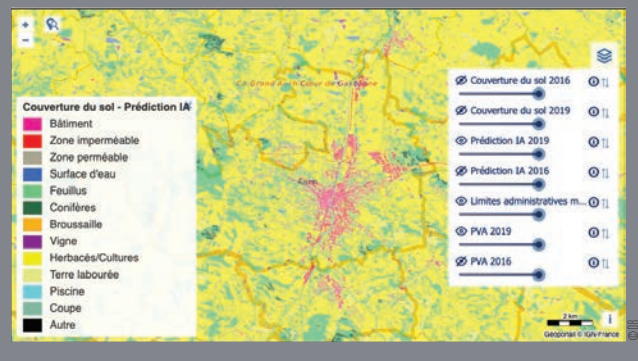 +
−
Le Grand Auch Cœur de Gascogne
Auch
Couverture du sol - Prédiction IA
Bâtiment
Zone imperméable
Zone perméable
Surface d'eau
Feuillus
Conifères
Broussaille
Vigne
Herbacés/Cultures
Terre labourée
Piscine
Coupe
Autre
Couverture du sol 2016
Couverture du sol 2019
Prédiction IA 2019
Prédiction IA 2016
Limites administratives m...
PVA 2019
PVA 2016
2 km
i
Geoportail © IGN-France